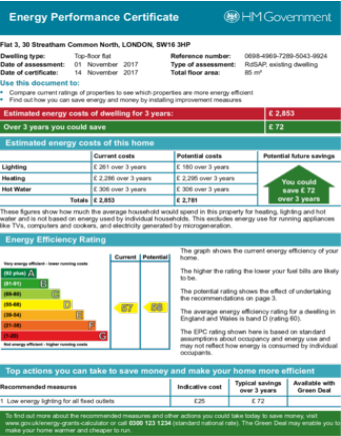 Energy Performance Certificate
HM Government
Flat 3, 30 Streatham Common North, LONDON, SW16 3HP
Dwelling type: Top-floor flat
Reference number: 0698-4969-7289-5043-9924
Date of assessment: 01 November 2017
Type of assessment: RdSAP, existing dwelling
Date of certificate: 14 November 2017
Total floor area: 85 m²
Use this document to:
• Compare current ratings of properties to see which properties are more energy efficient
• Find out how you can save energy and money by installing improvement measures
Estimated energy costs of dwelling for 3 years: £ 2,853
Over 3 years you could save £ 72
Estimated energy costs of this home
Current costs Potential costs Potential future savings
Lighting £ 261 over 3 years £ 180 over 3 years
Heating £ 2,286 over 3 years £ 2,295 over 3 years
Hot Water £ 306 over 3 years £ 306 over 3 years
Totals £ 2,853 £ 2,781
You could
save £ 72
over 3 years
These figures show how much the average household would spend in this property for heating, lighting and hot
water and is not based on energy used by individual households. This excludes energy use for running appliances
like TVs, computers and cookers, and electricity generated by microgeneration.
Energy Efficiency Rating
Current Potential
Very energy efficient - lower running costs
(92 plus) A
(81-91) B
(69-80) C
(55-68) D
(39-54) E
(21-38) F
(1-20) G
Not energy efficient - higher running costs
57 58
The graph shows the current energy efficiency of your
home.
The higher the rating the lower your fuel bills are likely
to be.
The potential rating shows the effect of undertaking
the recommendations on page 3.
The average energy efficiency rating for a dwelling in
England and Wales is band D (rating 60).
The EPC rating shown here is based on standard
assumptions about occupancy and energy use and
may not reflect how energy is consumed by individual
occupants.
Top actions you can take to save money and make your home more efficient
Recommended measures Indicative cost Typical savings
over 3 years Available with
Green Deal
1 Low energy lighting for all fixed outlets £25 £ 72
To find out more about the recommended measures and other actions you could take today to save money, visit
www.gov.uk/energy-grants-calculator or call 0300 123 1234 (standard national rate). The Green Deal may enable you to
make your home warmer and cheaper to run.